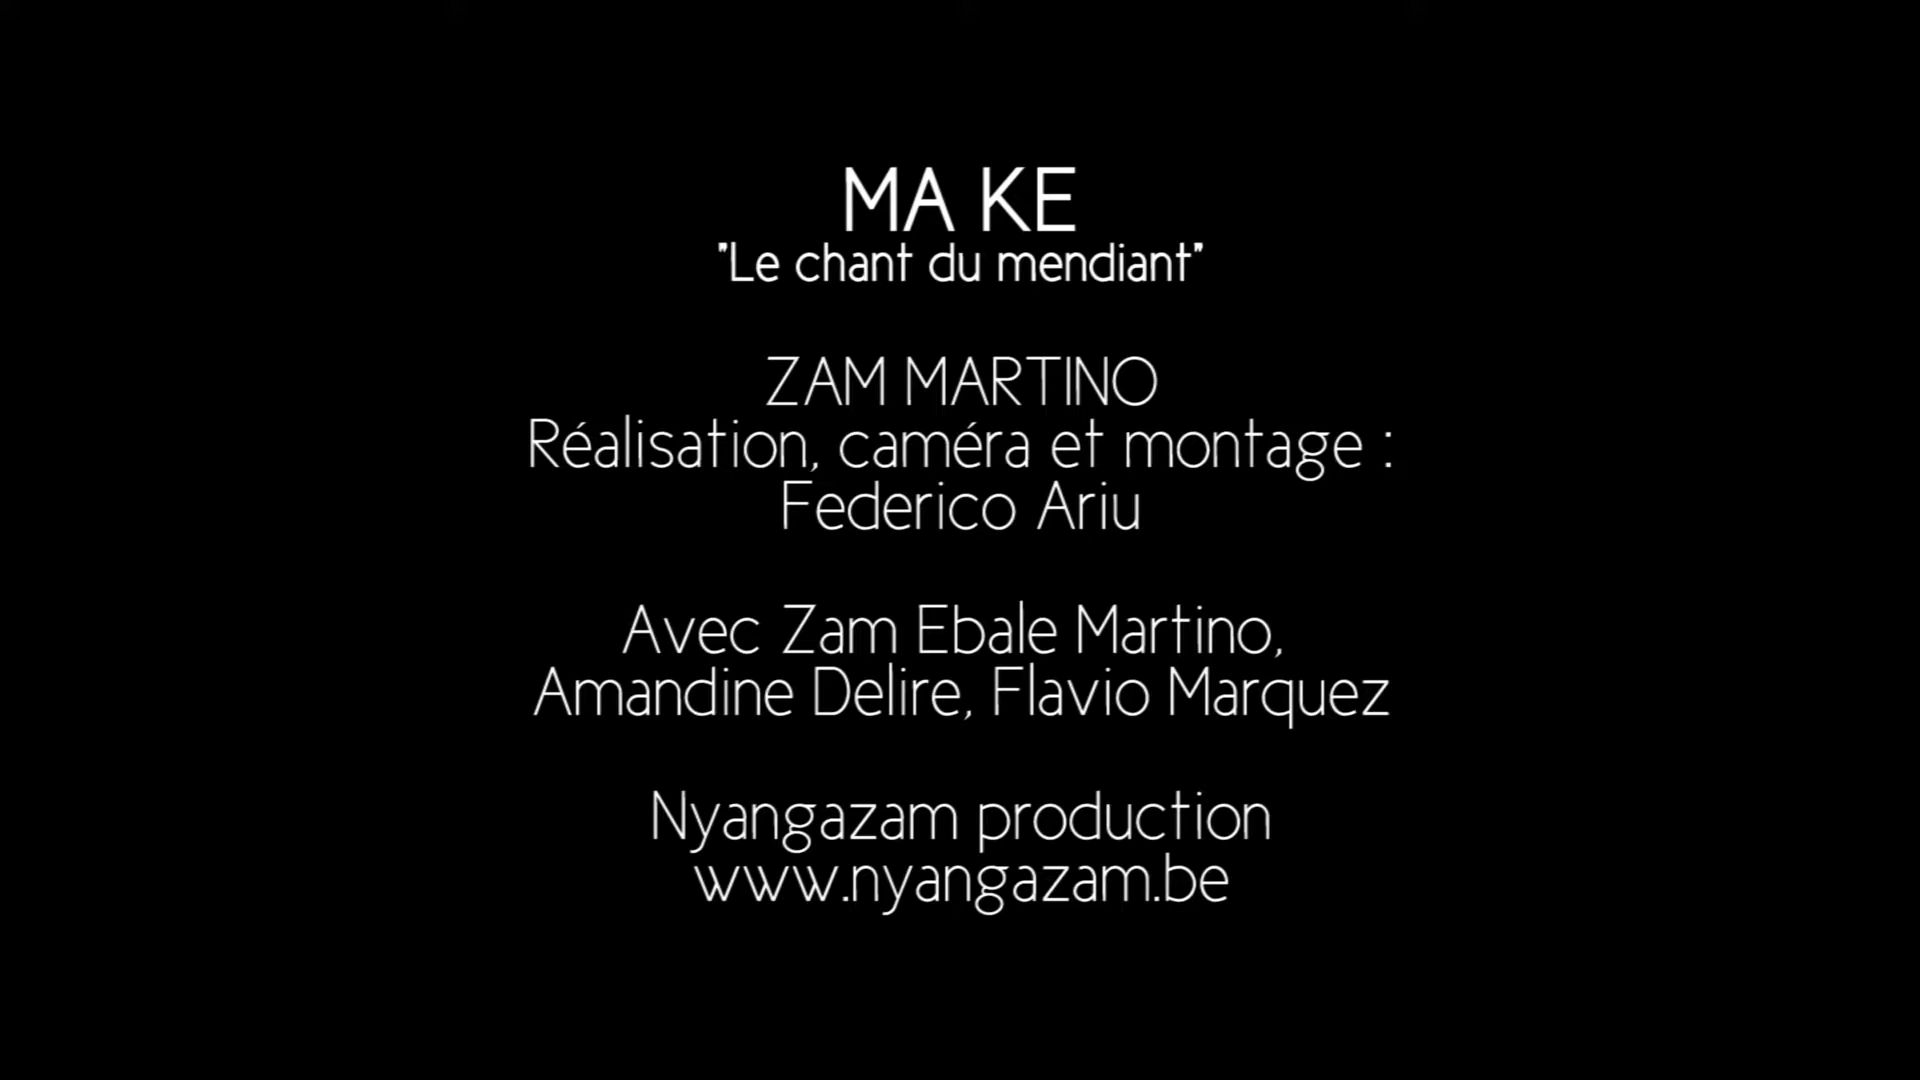 MA KE
"Le chant du mendiant"
ZAM MARTINO
Réalisation, caméra et montage :
Federico Ariu
Avec Zam Ebale Martino,
Amandine Delire, Flavio Marquez
Nyangazam production
www.nyangazam.be